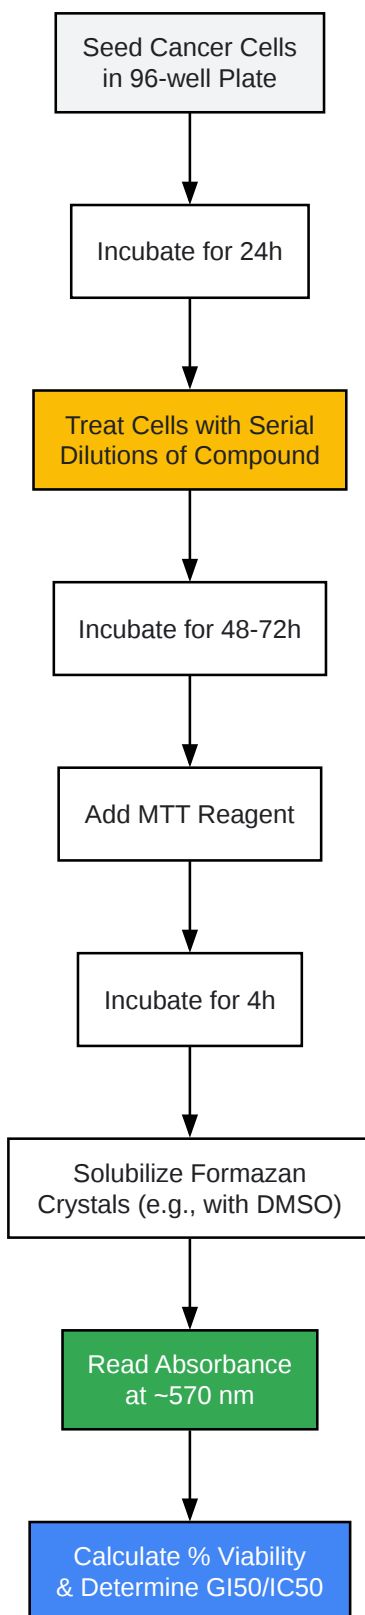 Seed Cancer Cells
in 96-well Plate
Incubate for 24h
Treat Cells with Serial
Dilutions of Compound
Incubate for 48-72h
Add MTT Reagent
Incubate for 4h
Solubilize Formazan
Crystals (e.g., with DMSO)
Read Absorbance
at ~570 nm
Calculate % Viability
& Determine GI50/IC50